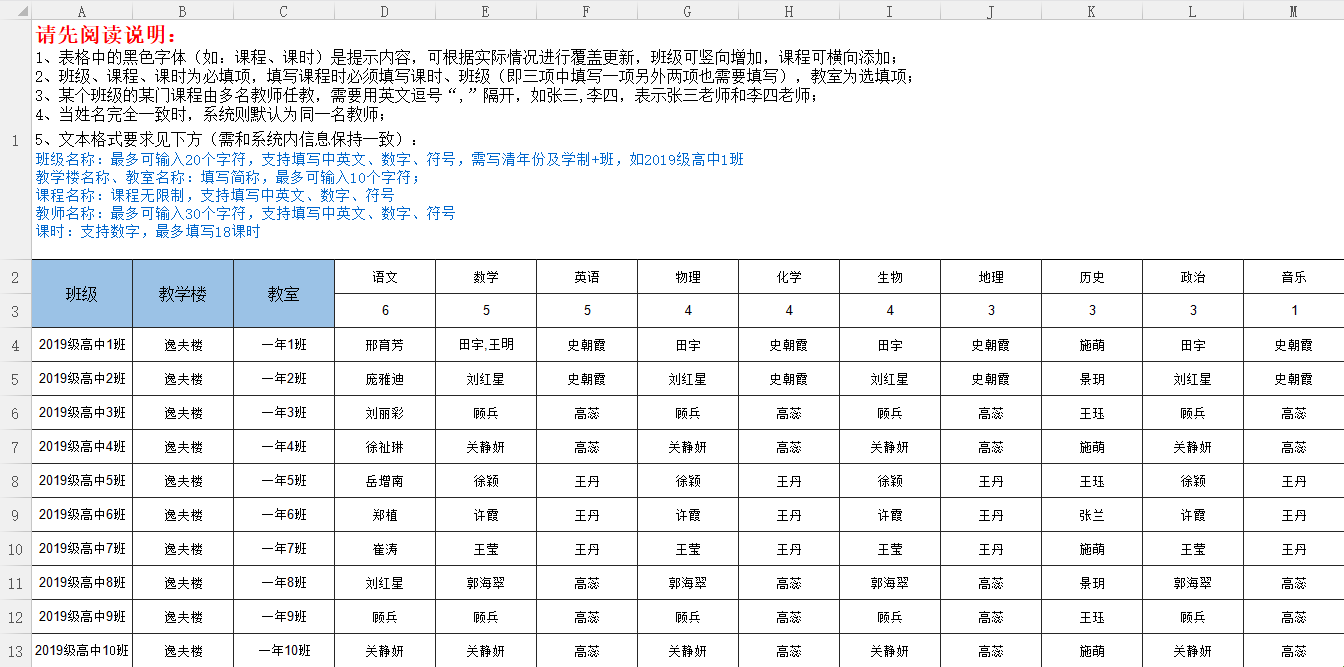 A B C D E F G H I J K L M
1
请先阅读说明：
1、表格中的黑色字体（如：课程、课时）是提示内容，可根据实际情况进行覆盖更新，班级可竖向增加，课程可横向添加；
2、班级、课程、课时为必填项，填写课程时必须填写课时、班级（即三项中填写一项另外两项也需要填写），教室为选填项；
3、某个班级的某门课程由多名教师任教，需要用英文逗号“,”隔开，如张三,李四，表示张三老师和李四老师；
4、当姓名完全一致时，系统则默认为同一名教师；
5、文本格式要求见下方（需和系统内信息保持一致）：
班级名称：最多可输入20个字符，支持填写中英文、数字、符号，需写清年份及学制+班，如2019级高中1班
教学楼名称、教室名称：填写简称，最多可输入10个字符；
课程名称：课程无限制，支持填写中英文、数字、符号
教师名称：最多可输入30个字符，支持填写中英文、数字、符号
课时：支持数字，最多填写18课时
2 班级 教学楼 教室 语文 数学 英语 物理 化学 生物 地理 历史 政治 音乐
3 6 5 5 4 4 4 3 3 3 1
4 2019级高中1班 逸夫楼 一年1班 邢育芳 田宇,王明 史朝霞 田宇 史朝霞 田宇 史朝霞 施萌 田宇 史朝霞
5 2019级高中2班 逸夫楼 一年2班 庞雅迪 刘红星 史朝霞 刘红星 史朝霞 刘红星 史朝霞 景玥 刘红星 史朝霞
6 2019级高中3班 逸夫楼 一年3班 刘丽彩 顾兵 高蕊 顾兵 高蕊 顾兵 高蕊 王珏 顾兵 高蕊
7 2019级高中4班 逸夫楼 一年4班 徐祉琳 关静妍 高蕊 关静妍 高蕊 关静妍 高蕊 施萌 关静妍 高蕊
8 2019级高中5班 逸夫楼 一年5班 岳增南 徐颖 王丹 徐颖 王丹 徐颖 王丹 王珏 徐颖 王丹
9 2019级高中6班 逸夫楼 一年6班 郑植 许霞 王丹 许霞 王丹 许霞 王丹 张兰 许霞 王丹
10 2019级高中7班 逸夫楼 一年7班 崔涛 王莹 王丹 王莹 王丹 王莹 王丹 施萌 王莹 王丹
11 2019级高中8班 逸夫楼 一年8班 刘红星 郭海翠 高蕊 郭海翠 高蕊 郭海翠 高蕊 景玥 郭海翠 高蕊
12 2019级高中9班 逸夫楼 一年9班 顾兵 顾兵 高蕊 顾兵 高蕊 顾兵 高蕊 王珏 顾兵 高蕊
13 2019级高中10班 逸夫楼 一年10班 关静妍 关静妍 高蕊 关静妍 高蕊 关静妍 高蕊 施萌 关静妍 高蕊